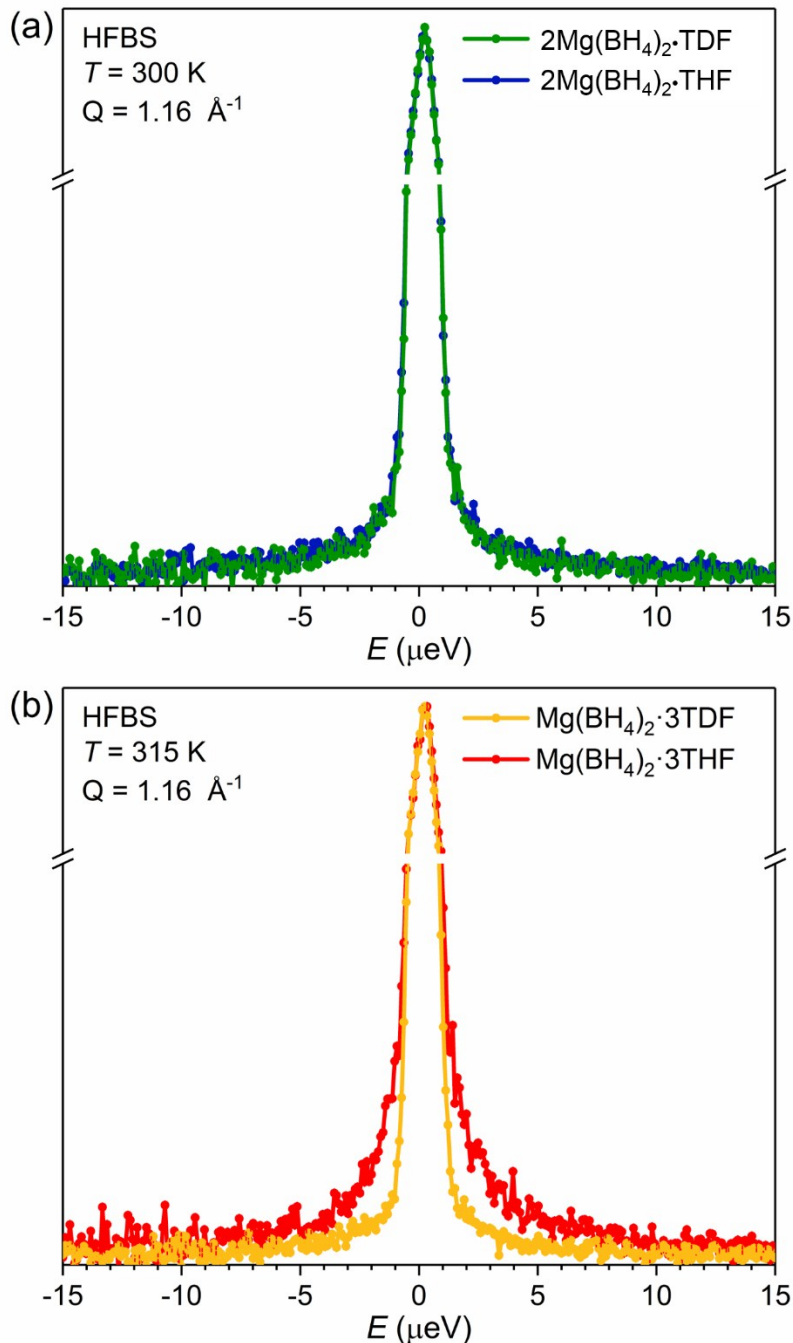 (a)
HFBS
T = 300 K
Q = 1.16 Å⁻¹
2Mg(BH₄)₂•TDF
2Mg(BH₄)₂•THF
-15 -10 -5 0 5 10 15
E (μeV)
(b)
HFBS
T = 315 K
Q = 1.16 Å⁻¹
Mg(BH₄)₂·3TDF
Mg(BH₄)₂·3THF
-15 -10 -5 0 5 10 15
E (μeV)